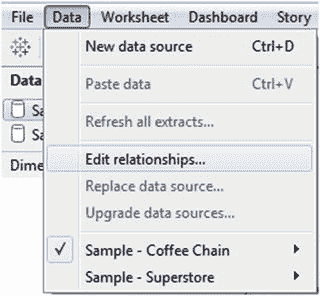 File Data Worksheet Dashboard Story
New data source Ctrl+D
Data
Paste data Ctrl+V
Sa
Refresh all extracts...
Sa
Edit relationships...
Dime
Replace data source...
Upgrade data sources...
Sample - Coffee Chain
Sample - Superstore